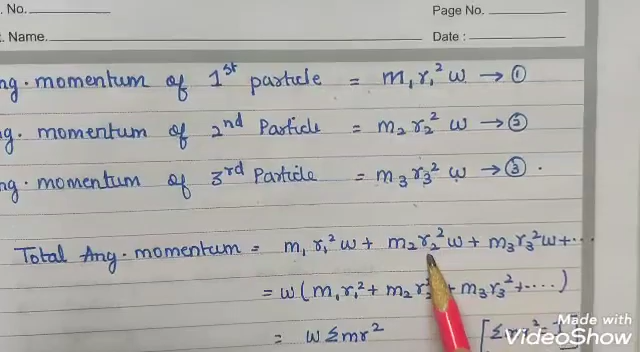 . No.
Page No.
. Name.
Date :
ng. momentum of 1st particle = m₁r₁²ω → ①
g. momentum of 2nd Particle = m₂r₂²ω → ②
ng. momentum of 3rd Particle = m₃r₃²ω → ③ .
Total Ang. momentum = m₁r₁²ω + m₂r₂²ω + m₃r₃²ω + ...
= ω(m₁r₁² + m₂r₂² + m₃r₃² + ....)
= ω Σmr²
Made with
VideoShow